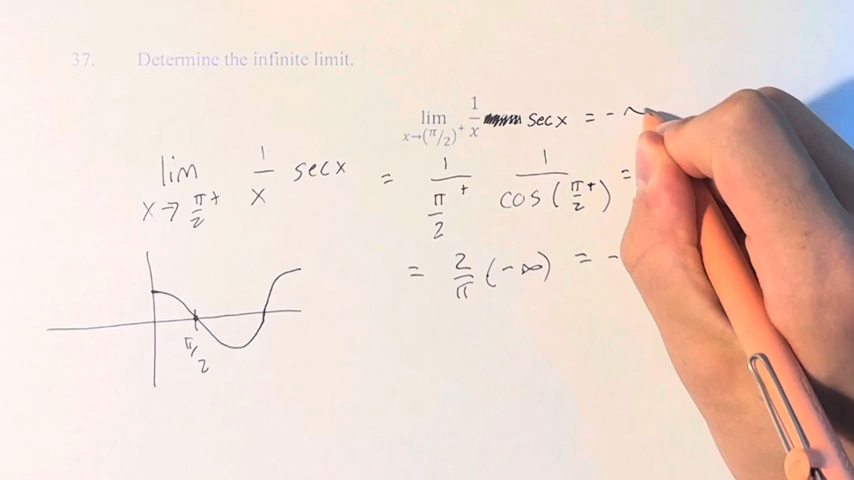 37. Determine the infinite limit.
lim x→(π/2)⁺ 1/x sec x = -
lim x→π/2⁺ 1/x sec x = 1/(π/2⁺) 1/cos(π/2⁺) =
= 2/π (-∞) = -
π/2